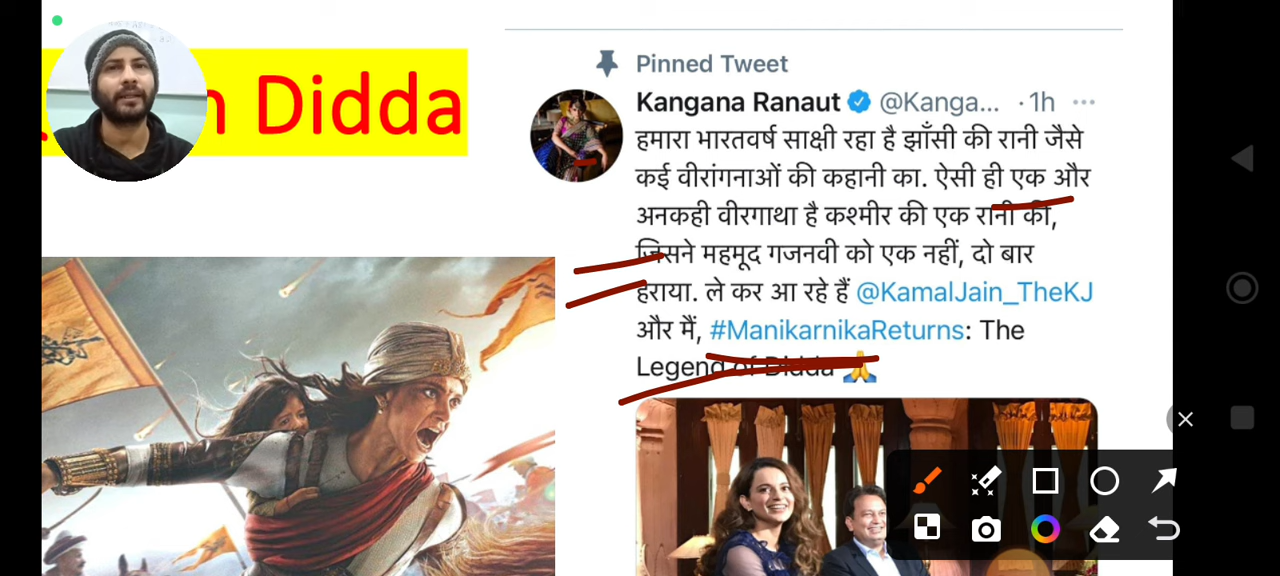 n Didda
Pinned Tweet
Kangana Ranaut @Kanga... · 1h
हमारा भारतवर्ष साक्षी रहा है झाँसी की रानी जैसे
कई वीरांगनाओं की कहानी का. ऐसी ही एक और
अनकही वीरगाथा है कश्मीर की एक रानी की,
जिसने महमूद गजनवी को एक नहीं, दो बार
हराया. ले कर आ रहे हैं @KamalJain_TheKJ
और मैं, #ManikarnikaReturns: The
Legend of Didda 🙏